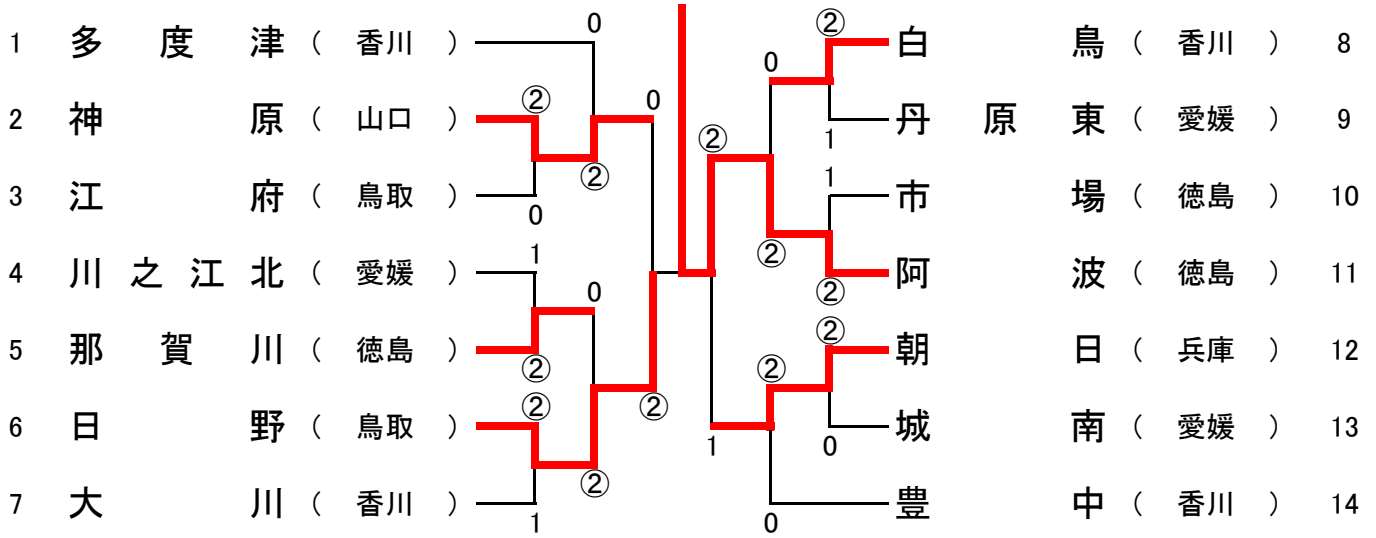 1 多度津 ( 香川 )
2 神原 ( 山口 )
3 江府 ( 鳥取 )
4 川之江北 ( 愛媛 )
5 那賀川 ( 徳島 )
6 日野 ( 鳥取 )
7 大川 ( 香川 )
0
②
0
②
0
1
0
②
②
②
②
1
②
②
0
1
1
②
②
②
②
②
1
0
0
白鳥 ( 香川 ) 8
丹原東 ( 愛媛 ) 9
市場 ( 徳島 ) 10
阿波 ( 徳島 ) 11
朝日 ( 兵庫 ) 12
城南 ( 愛媛 ) 13
豊中 ( 香川 ) 14